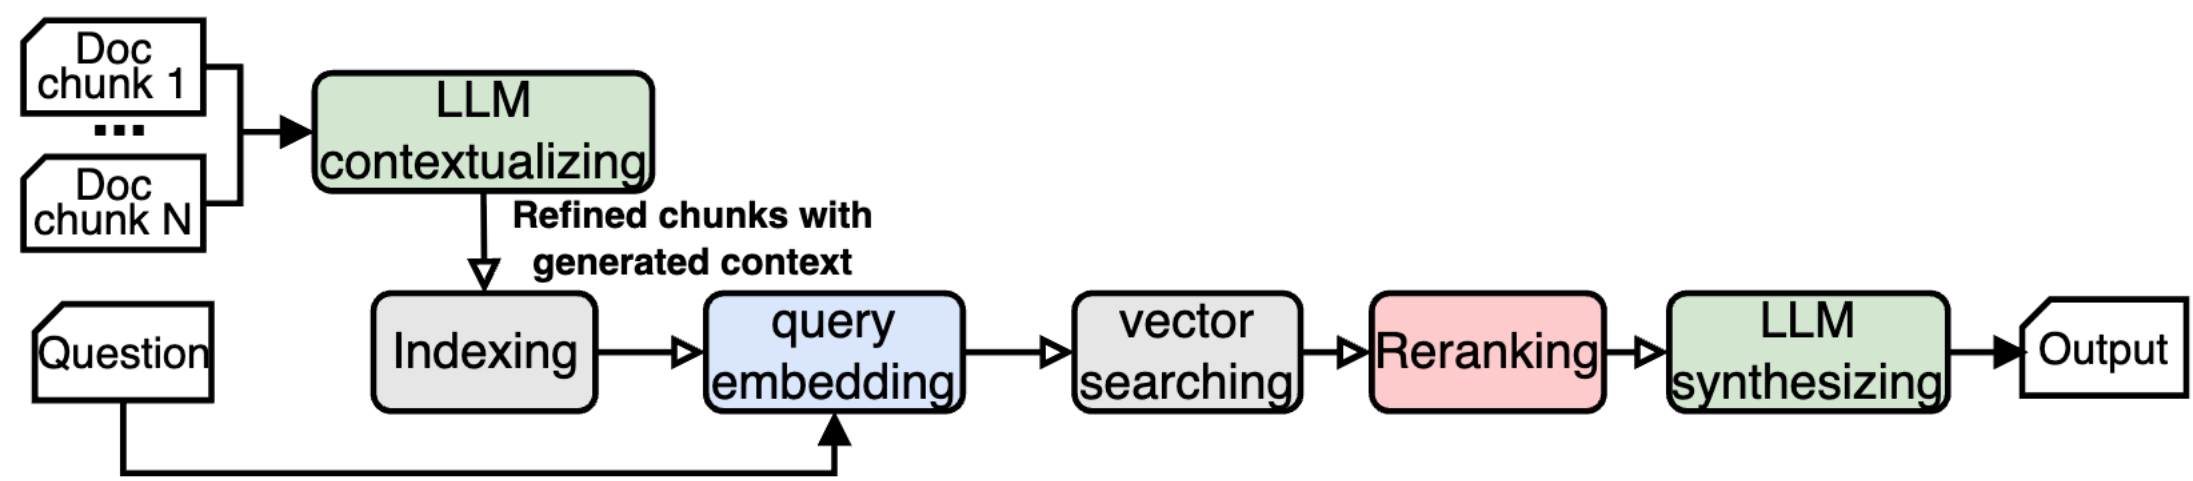 Doc
chunk 1
...
Doc
chunk N
LLM
contextualizing
Refined chunks with
generated context
Question
Indexing
query
embedding
vector
searching
Reranking
LLM
synthesizing
Output